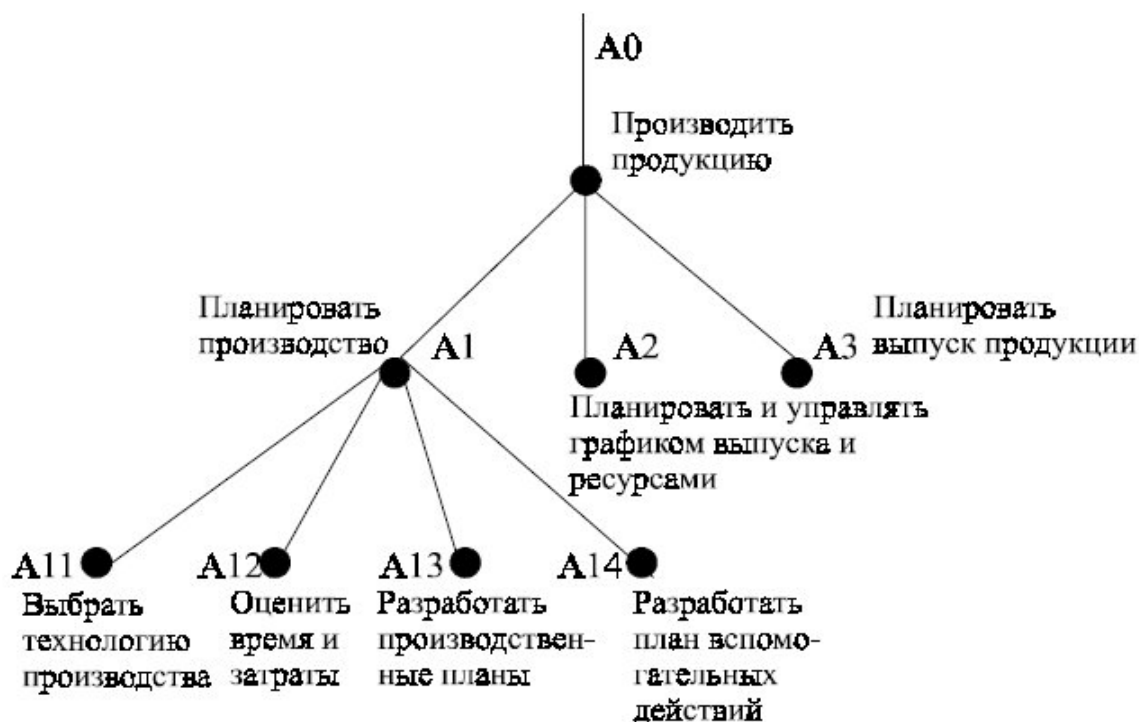 A0
Производить
продукцию
Планировать
производство
A1
A2
Планировать и управлять
графиком выпуска и
ресурсами
A3
Планировать
выпуск продукции
A11
Выбрать
технологию
производства
A12
Оценить
время и
затраты
A13
Разработать
производствен-
ные планы
A14
Разработать
план вспомо-
гательных
действий